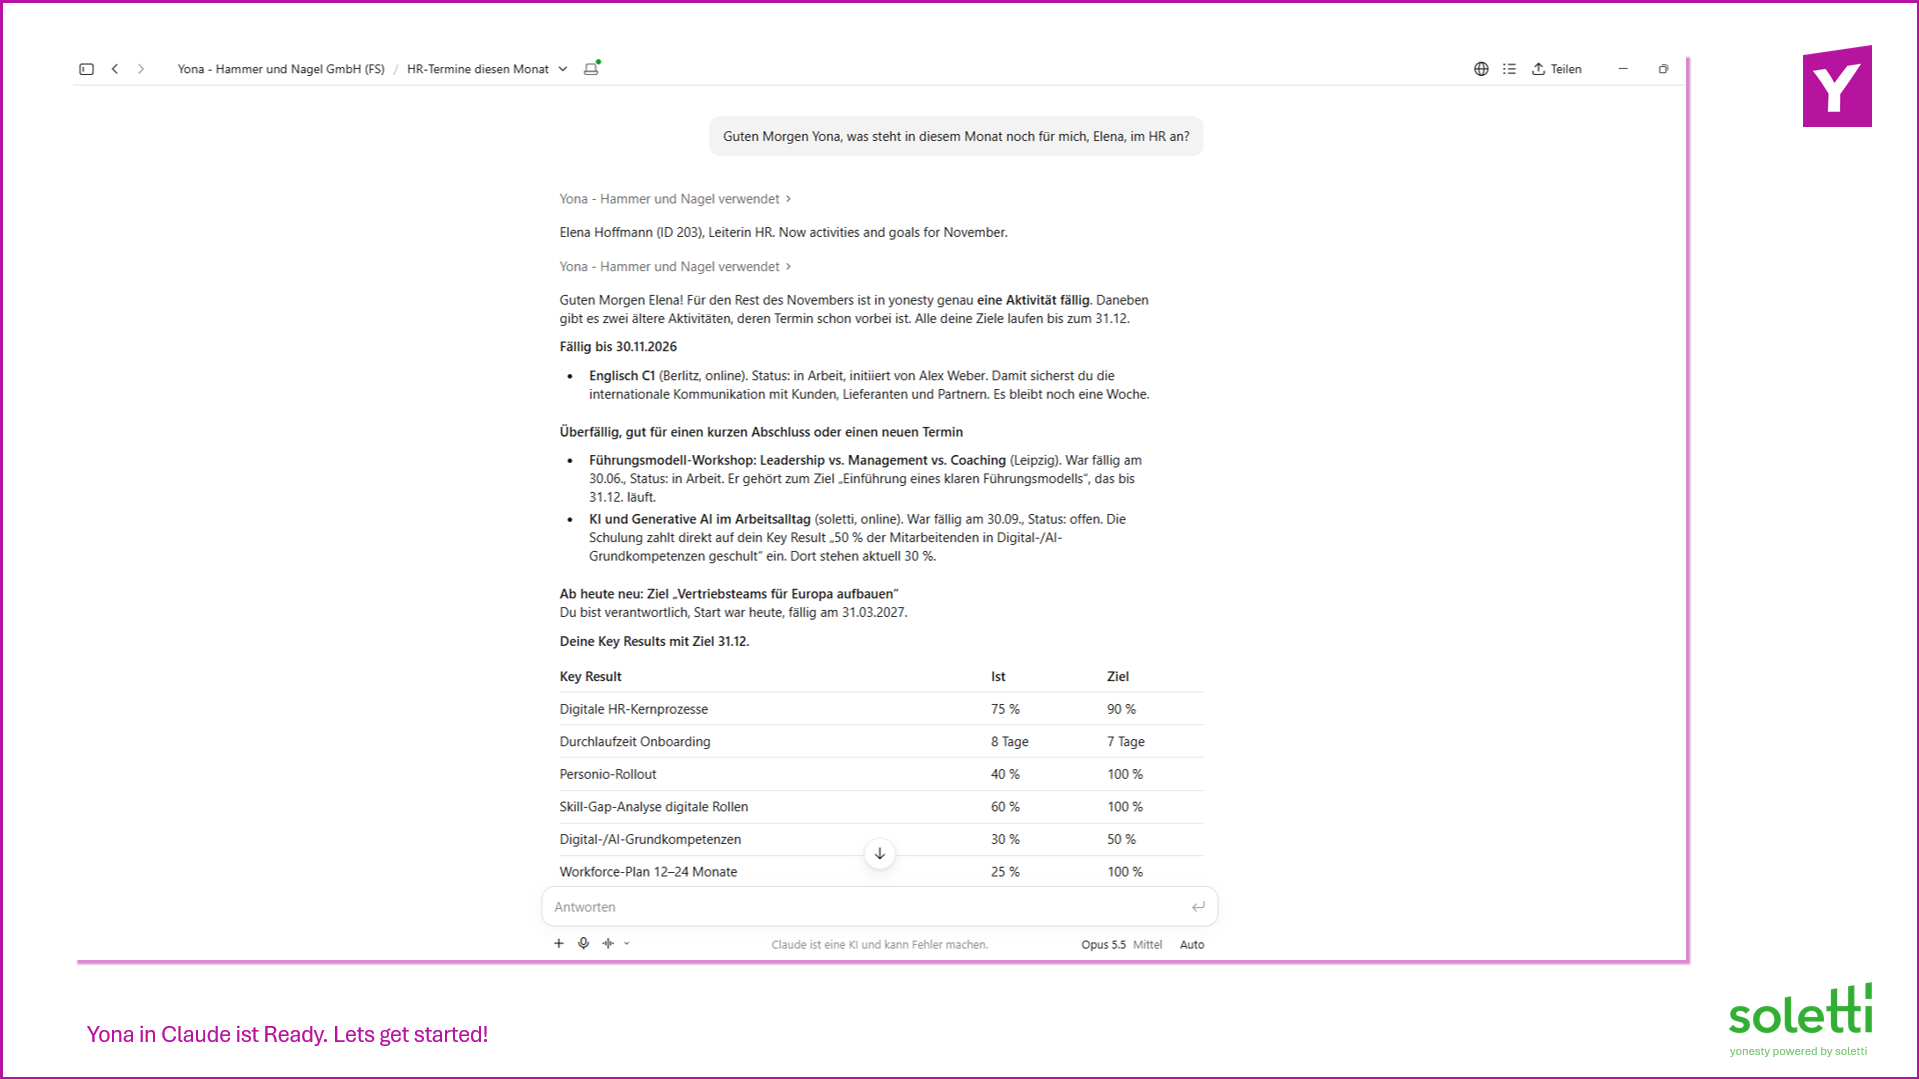 Yona - Hammer und Nagel GmbH (FS) / HR-Termine diesen Monat
Teilen
Y
Guten Morgen Yona, was steht in diesem Monat noch für mich, Elena, im HR an?
Yona - Hammer und Nagel verwendet
Elena Hoffmann (ID 203), Leiterin HR. Now activities and goals for November.
Yona - Hammer und Nagel verwendet
Guten Morgen Elena! Für den Rest des Novembers ist in yonesty genau eine Aktivität fällig. Daneben
gibt es zwei ältere Aktivitäten, deren Termin schon vorbei ist. Alle deine Ziele laufen bis zum 31.12.
Fällig bis 30.11.2026
• Englisch C1 (Berlitz, online). Status: in Arbeit, initiiert von Alex Weber. Damit sicherst du die
internationale Kommunikation mit Kunden, Lieferanten und Partnern. Es bleibt noch eine Woche.
Überfällig, gut für einen kurzen Abschluss oder einen neuen Termin
• Führungsmodell-Workshop: Leadership vs. Management vs. Coaching (Leipzig). War fällig am
30.06., Status: in Arbeit. Er gehört zum Ziel „Einführung eines klaren Führungsmodells“, das bis
31.12. läuft.
• KI und Generative AI im Arbeitsalltag (soletti, online). War fällig am 30.09., Status: offen. Die
Schulung zahlt direkt auf dein Key Result „50 % der Mitarbeitenden in Digital-/AI-
Grundkompetenzen geschult“ ein. Dort stehen aktuell 30 %.
Ab heute neu: Ziel „Vertriebsteams für Europa aufbauen“
Du bist verantwortlich, Start war heute, fällig am 31.03.2027.
Deine Key Results mit Ziel 31.12.
Key Result Ist Ziel
Digitale HR-Kernprozesse 75 % 90 %
Durchlaufzeit Onboarding 8 Tage 7 Tage
Personio-Rollout 40 % 100 %
Skill-Gap-Analyse digitale Rollen 60 % 100 %
Digital-/AI-Grundkompetenzen 30 % 50 %
Workforce-Plan 12–24 Monate 25 % 100 %
Antworten
Claude ist eine KI und kann Fehler machen.
Opus 5.5 Mittel Auto
Yona in Claude ist Ready. Lets get started!
soletti
yonesty powered by soletti